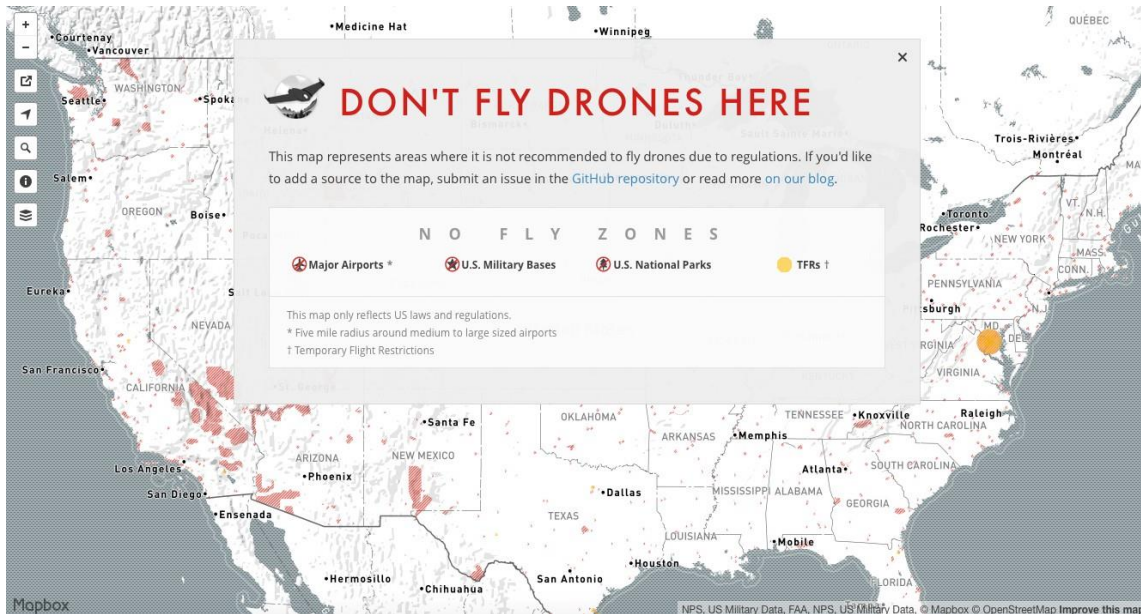 +
−
DON'T FLY DRONES HERE
×
This map represents areas where it is not recommended to fly drones due to regulations. If you'd like
to add a source to the map, submit an issue in the GitHub repository or read more on our blog.
NO FLY ZONES
Major Airports *
U.S. Military Bases
U.S. National Parks
TFRs †
This map only reflects US laws and regulations.
* Five mile radius around medium to large sized airports
† Temporary Flight Restrictions
Courtenay
Vancouver
Medicine Hat
Winnipeg
QUÉBEC
WASHINGTON
Seattle
Spoka
Trois-Rivières
Montréal
MA
Salem
OREGON
Boise
Toronto
Rochester
VT.
N.H.
NEW YORK
MASS.
CONN.
Eureka
PENNSYLVANIA
sburgh
N.J.
NEVADA
MD.
DEL
RGINIA
VIRGINIA
San Francisco
CALIFORNIA
Santa Fe
OKLAHOMA
TENNESSEE
Knoxville
Raleigh
NORTH CAROLINA
ARKANSAS
Memphis
Los Angeles
ARIZONA
NEW MEXICO
Phoenix
Atlanta
SOUTH CAROLINA
San Diego
Dallas
MISSISSIPPI
ALABAMA
GEORGIA
Ensenada
TEXAS
LOUISIANA
Mobile
Houston
Hermosillo
Chihuahua
San Antonio
FLORIDA
Mapbox
NPS, US Military Data, FAA, NPS, US Military Data, © Mapbox © OpenStreetMap Improve this map